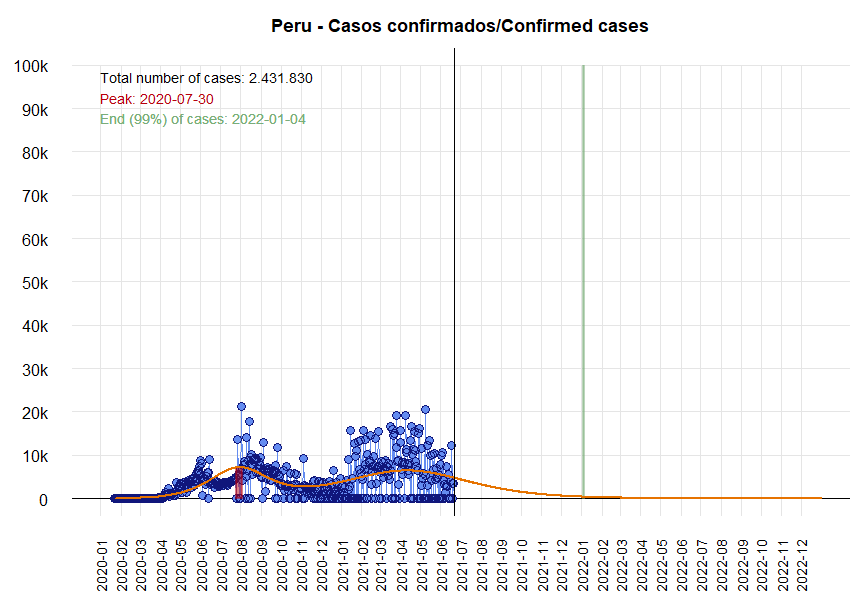 Peru - Casos confirmados/Confirmed cases
100k
90k
80k
70k
60k
50k
40k
30k
20k
10k
0
Total number of cases: 2.431.830
Peak: 2020-07-30
End (99%) of cases: 2022-01-04
2020-01
2020-02
2020-03
2020-04
2020-05
2020-06
2020-07
2020-08
2020-09
2020-10
2020-11
2020-12
2021-01
2021-02
2021-03
2021-04
2021-05
2021-06
2021-07
2021-08
2021-09
2021-10
2021-11
2021-12
2022-01
2022-02
2022-03
2022-04
2022-05
2022-06
2022-07
2022-08
2022-09
2022-10
2022-11
2022-12